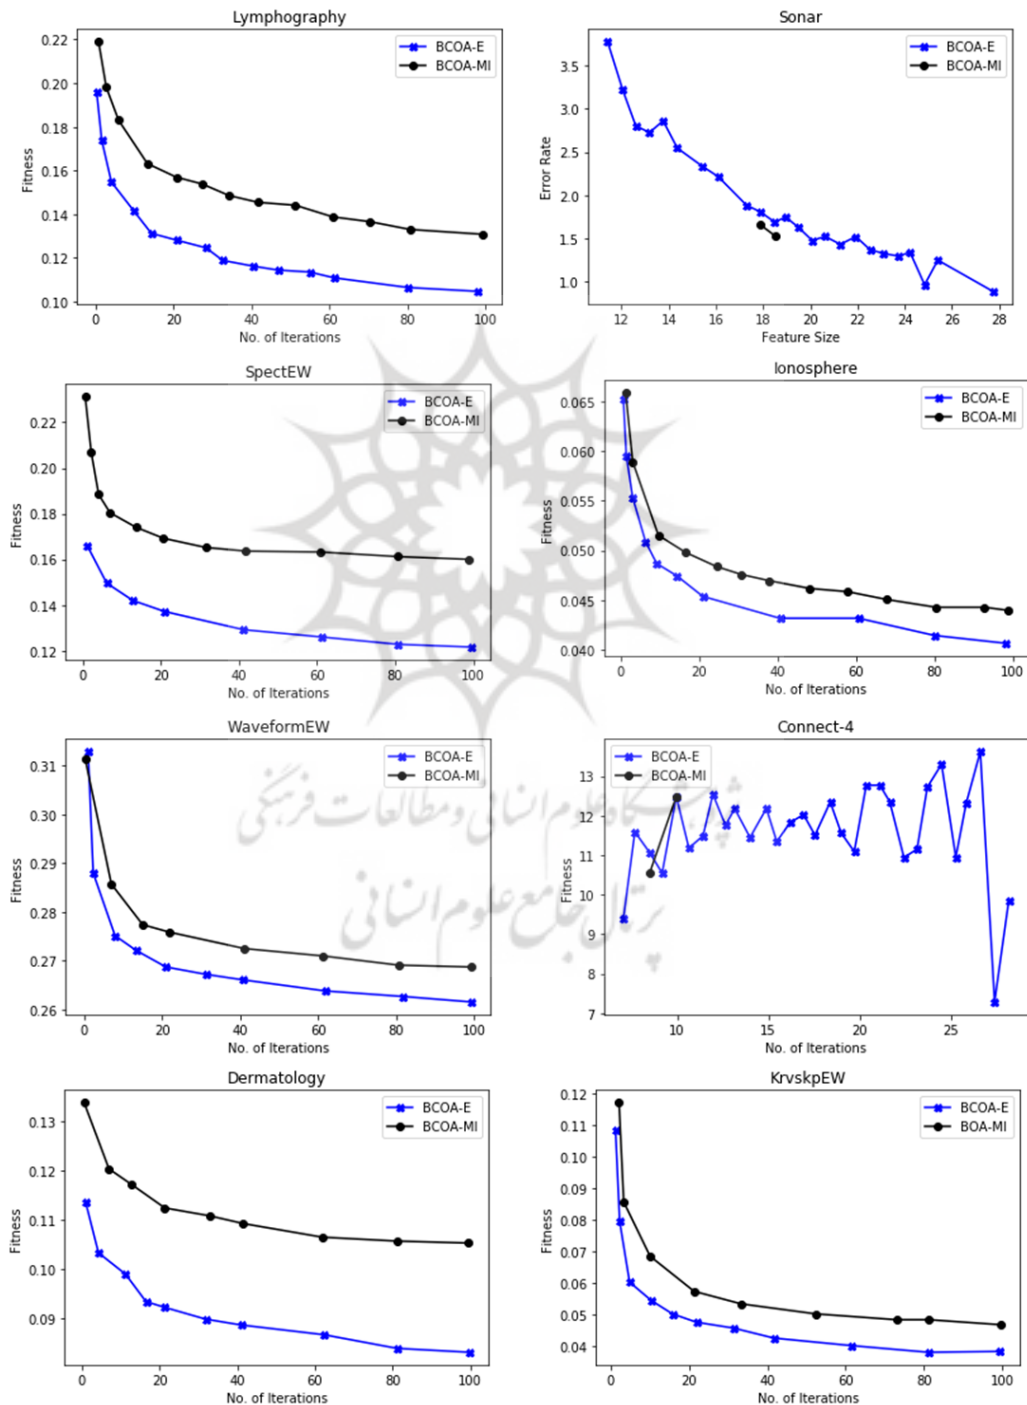 Lymphography
BCOA-E
BCOA-MI
Fitness
0.22
0.20
0.18
0.16
0.14
0.12
0.10
0 20 40 60 80 100
No. of Iterations
Sonar
BCOA-E
BCOA-MI
Error Rate
3.5
3.0
2.5
2.0
1.5
1.0
12 14 16 18 20 22 24 26 28
Feature Size
SpectEW
BCOA-E
BCOA-MI
Fitness
0.22
0.20
0.18
0.16
0.14
0.12
0 20 40 60 80 100
No. of Iterations
Ionosphere
BCOA-E
BCOA-MI
Fitness
0.065
0.060
0.055
0.050
0.045
0.040
0 20 40 60 80 100
No. of Iterations
WaveformEW
BCOA-E
BCOA-MI
Fitness
0.31
0.30
0.29
0.28
0.27
0.26
0 20 40 60 80 100
No. of Iterations
Connect-4
BCOA-E
BCOA-MI
Fitness
13
12
11
10
9
8
7
10 15 20 25
No. of Iterations
پژوهشگاه علوم انسانی و مطالعات فرهنگی
پرتال جامع علوم انسانی
Dermatology
BCOA-E
BCOA-MI
Fitness
0.13
0.12
0.11
0.10
0.09
0 20 40 60 80 100
No. of Iterations
KrvskpEW
BCOA-E
BOA-MI
Fitness
0.12
0.11
0.10
0.09
0.08
0.07
0.06
0.05
0.04
0 20 40 60 80 100
No. of Iterations